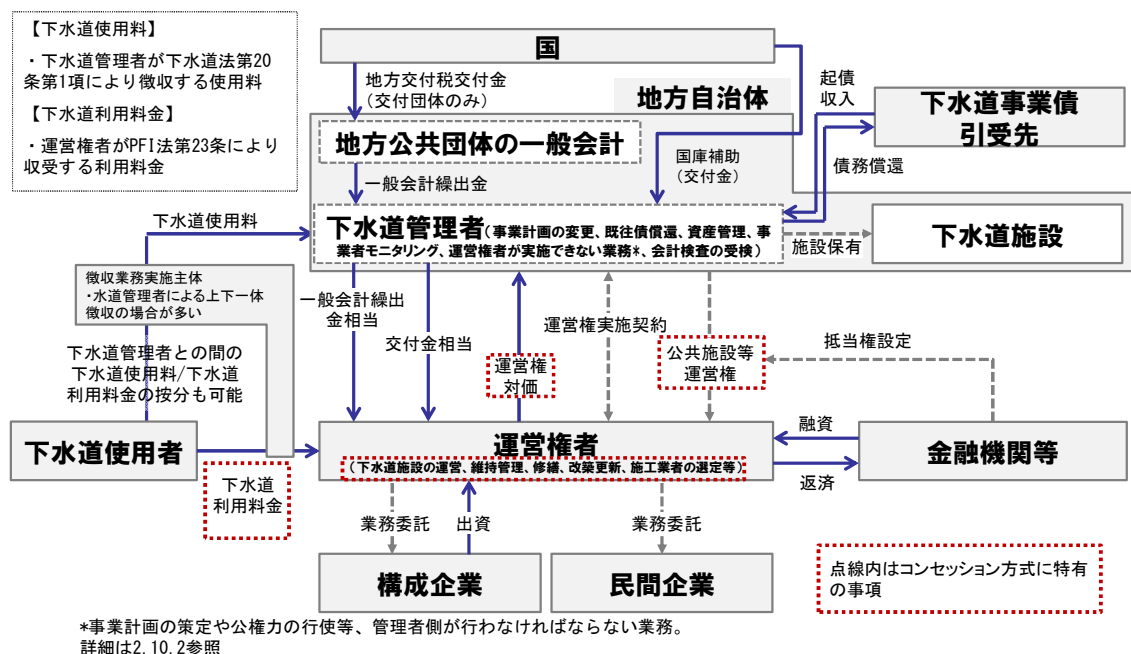 【下水道使用料】
・下水道管理者が下水道法第20
条第1項により徴収する使用料
【下水道利用料金】
・運営権者がPFI法第23条により
収受する利用料金
国
地方交付税交付金
(交付団体のみ)
地方自治体
起債
収入
下水道事業債
引受先
地方公共団体の一般会計
国庫補助
(交付金)
債務償還
一般会計繰出金
下水道使用料
下水道管理者(事業計画の変更、既往債償還、資産管理、事
業者モニタリング、運営権者が実施できない業務*、会計検査の受検)
施設保有
下水道施設
徴収業務実施主体
・水道管理者による上下一体
徴収の場合が多い
一般会計繰出
金相当
交付金相当
運営権
対価
運営権実施契約
公共施設等
運営権
抵当権設定
下水道管理者との間の
下水道使用料/下水道
利用料金の按分も可能
下水道使用者
運営権者
(下水道施設の運営、維持管理、修繕、改築更新、施工業者の選定等)
融資
返済
金融機関等
下水道
利用料金
業務委託
出資
業務委託
構成企業
民間企業
点線内はコンセッション方式に特有
の事項
*事業計画の策定や公権力の行使等、管理者側が行わなければならない業務。
詳細は2.10.2参照